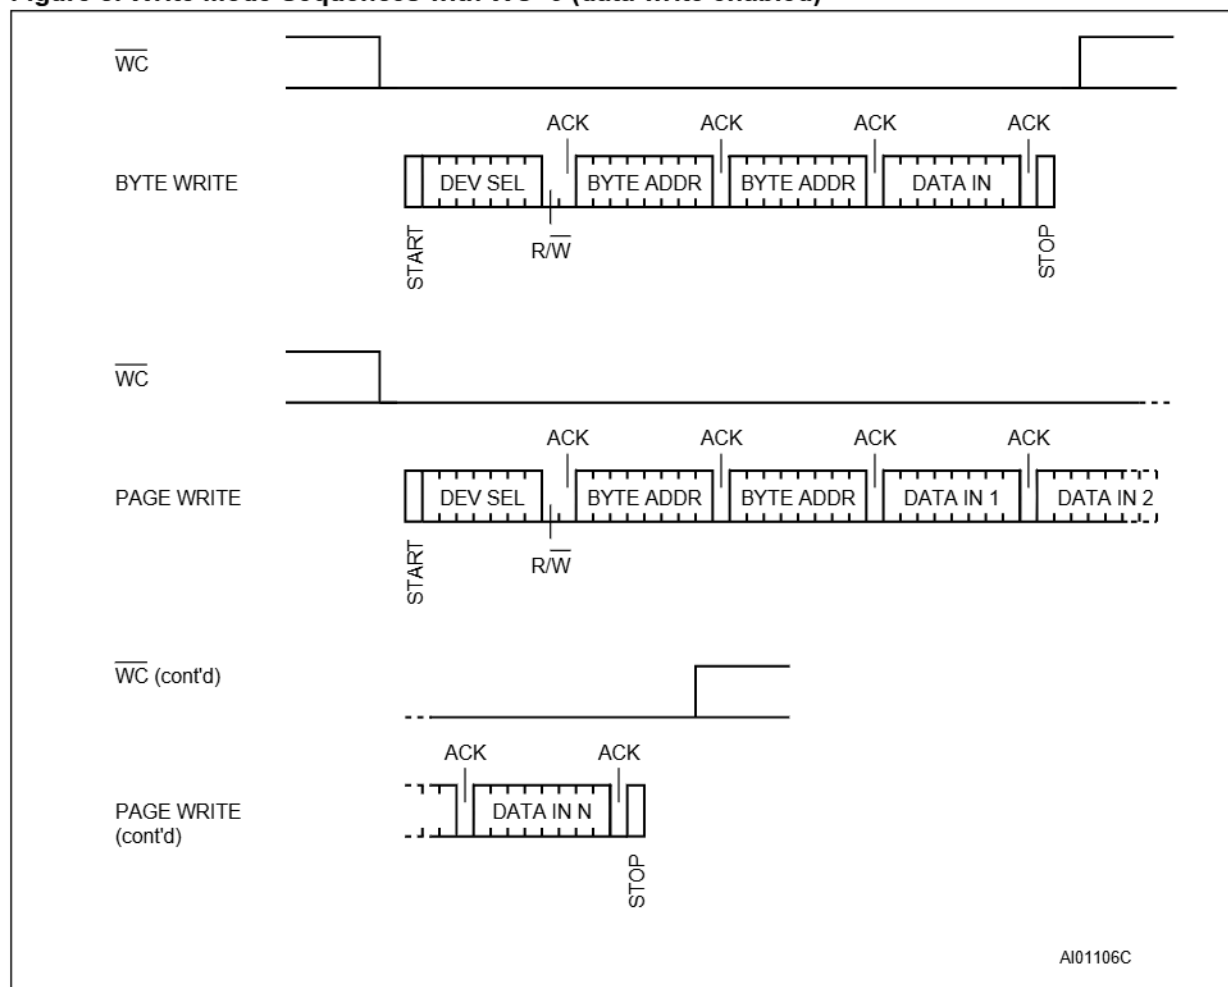 WC
ACK ACK ACK ACK
BYTE WRITE DEV SEL BYTE ADDR BYTE ADDR DATA IN
R/W
START STOP
WC
ACK ACK ACK ACK
PAGE WRITE DEV SEL BYTE ADDR BYTE ADDR DATA IN 1 DATA IN 2
R/W
START
WC (cont'd)
ACK ACK
PAGE WRITE DATA IN N
(cont'd)
STOP
AI01106C